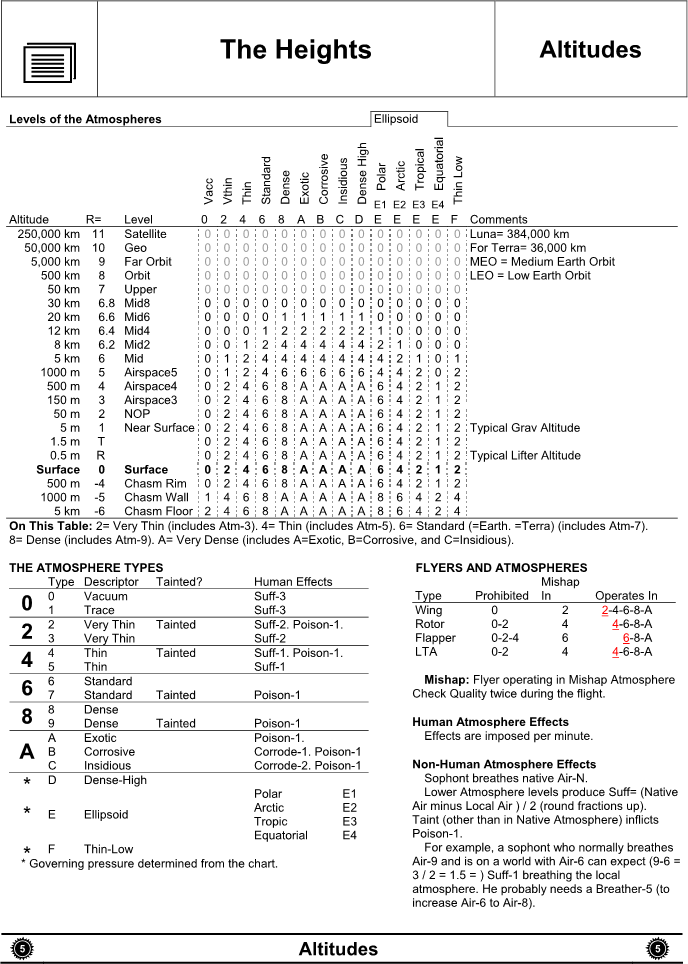 The Heights
Altitudes
Levels of the Atmospheres
Ellipsoid
Vacc Vthin Thin Standard Dense Exotic Corrosive Insidious Dense High Polar Arctic Tropical Equatorial Thin Low
E1 E2 E3 E4
Altitude R= Level 0 2 4 6 8 A B C D E E E E F Comments
250,000 km 11 Satellite 0 0 0 0 0 0 0 0 0 0 0 0 0 0 Luna= 384,000 km
50,000 km 10 Geo 0 0 0 0 0 0 0 0 0 0 0 0 0 0 For Terra= 36,000 km
5,000 km 9 Far Orbit 0 0 0 0 0 0 0 0 0 0 0 0 0 0 MEO = Medium Earth Orbit
500 km 8 Orbit 0 0 0 0 0 0 0 0 0 0 0 0 0 0 LEO = Low Earth Orbit
50 km 7 Upper 0 0 0 0 0 0 0 0 0 0 0 0 0 0
30 km 6.8 Mid8 0 0 0 0 0 0 0 0 0 0 0 0 0 0
20 km 6.6 Mid6 0 0 0 0 1 1 1 1 1 0 0 0 0 0
12 km 6.4 Mid4 0 0 0 1 2 2 2 2 2 1 0 0 0 0
8 km 6.2 Mid2 0 0 1 2 4 4 4 4 4 2 1 0 0 0
5 km 6 Mid 0 1 2 4 4 4 4 4 4 4 2 1 0 1
1000 m 5 Airspace5 0 1 2 4 6 6 6 6 6 4 4 2 0 2
500 m 4 Airspace4 0 2 4 6 8 A A A A 6 4 2 1 2
150 m 3 Airspace3 0 2 4 6 8 A A A A 6 4 2 1 2
50 m 2 NOP 0 2 4 6 8 A A A A 6 4 2 1 2
5 m 1 Near Surface 0 2 4 6 8 A A A A 6 4 2 1 2 Typical Grav Altitude
1.5 m T 0 2 4 6 8 A A A A 6 4 2 1 2
0.5 m R 0 2 4 6 8 A A A A 6 4 2 1 2 Typical Lifter Altitude
Surface 0 Surface 0 2 4 6 8 A A A A 6 4 2 1 2
500 m -4 Chasm Rim 0 2 4 6 8 A A A A 6 4 2 1 2
1000 m -5 Chasm Wall 1 4 6 8 A A A A A 8 6 4 2 4
5 km -6 Chasm Floor 2 4 6 8 A A A A A 8 6 4 2 4
On This Table: 2= Very Thin (includes Atm-3). 4= Thin (includes Atm-5). 6= Standard (=Earth. =Terra) (includes Atm-7).
8= Dense (includes Atm-9). A= Very Dense (includes A=Exotic, B=Corrosive, and C=Insidious).
THE ATMOSPHERE TYPES
Type Descriptor Tainted? Human Effects
0
0 Vacuum Suff-3
1 Trace Suff-3
2
2 Very Thin Tainted Suff-2. Poison-1.
3 Very Thin Suff-2
4
4 Thin Tainted Suff-1. Poison-1.
5 Thin Suff-1
6
6 Standard
7 Standard Tainted Poison-1
8
8 Dense
9 Dense Tainted Poison-1
A
A Exotic Poison-1.
B Corrosive Corrode-1. Poison-1
C Insidious Corrode-2. Poison-1
* D Dense-High
* E Ellipsoid
Polar E1
Arctic E2
Tropic E3
Equatorial E4
* F Thin-Low
* Governing pressure determined from the chart.
FLYERS AND ATMOSPHERES
Mishap
Type Prohibited In Operates In
Wing 0 2 2-4-6-8-A
Rotor 0-2 4 4-6-8-A
Flapper 0-2-4 6 6-8-A
LTA 0-2 4 4-6-8-A
Mishap: Flyer operating in Mishap Atmosphere
Check Quality twice during the flight.
Human Atmosphere Effects
Effects are imposed per minute.
Non-Human Atmosphere Effects
Sophont breathes native Air-N.
Lower Atmosphere levels produce Suff= (Native
Air minus Local Air ) / 2 (round fractions up).
Taint (other than in Native Atmosphere) inflicts
Poison-1.
For example, a sophont who normally breathes
Air-9 and is on a world with Air-6 can expect (9-6 =
3 / 2 = 1.5 = ) Suff-1 breathing the local
atmosphere. He probably needs a Breather-5 (to
increase Air-6 to Air-8).
5
Altitudes
5